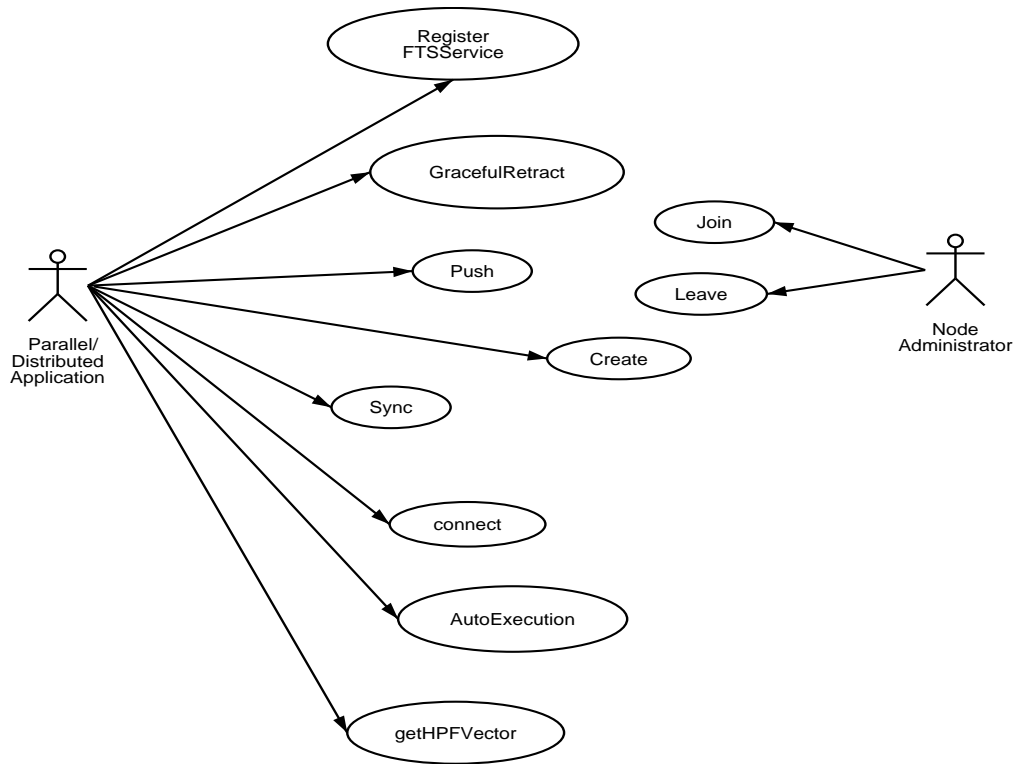 Register
FTSService
GracefulRetract
Join
Push
Leave
Parallel/
Distributed
Application
Node
Administrator
Create
Sync
connect
AutoExecution
getHPFVector